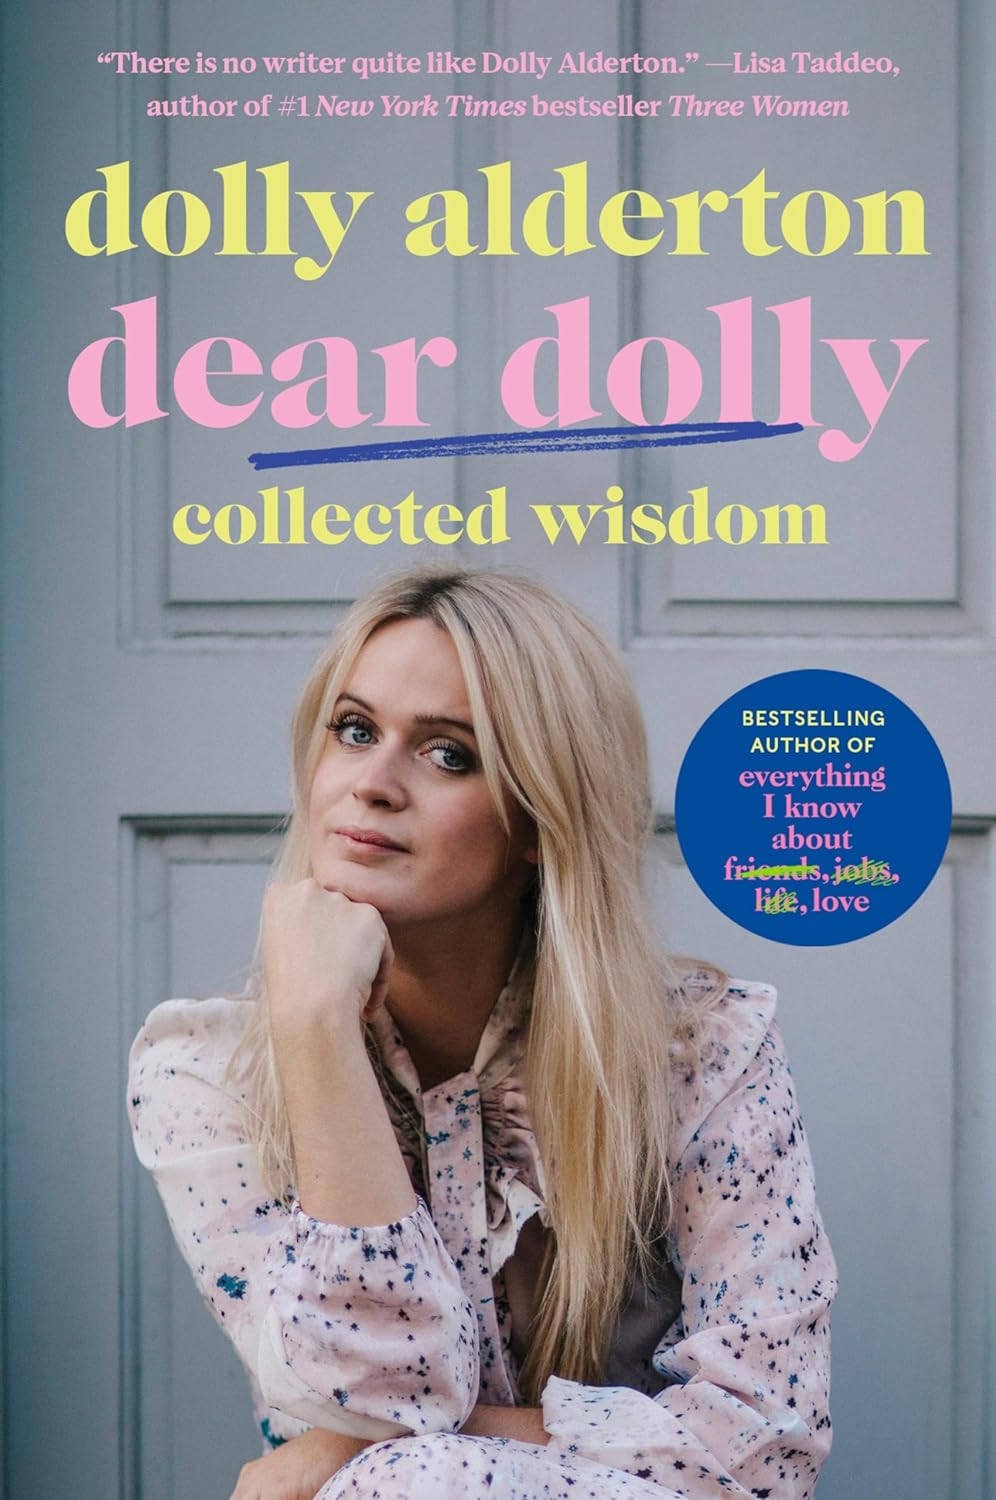 “There is no writer quite like Dolly Alderton.” —Lisa Taddeo,
author of #1 New York Times bestseller Three Women
dolly alderton
dear dolly
collected wisdom
BESTSELLING
AUTHOR OF
everything
I know
about
friends, jobs,
life, love